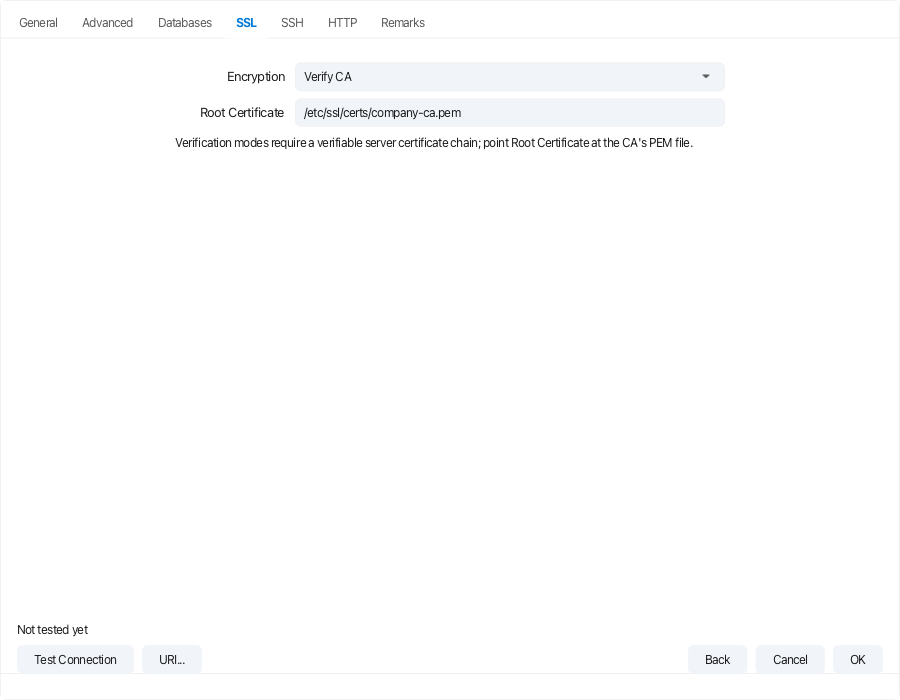 General Advanced Databases SSL SSH HTTP Remarks
Encryption Verify CA
Root Certificate /etc/ssl/certs/company-ca.pem
Verification modes require a verifiable server certificate chain; point Root Certificate at the CA's PEM file.
Not tested yet
Test Connection URI... Back Cancel OK